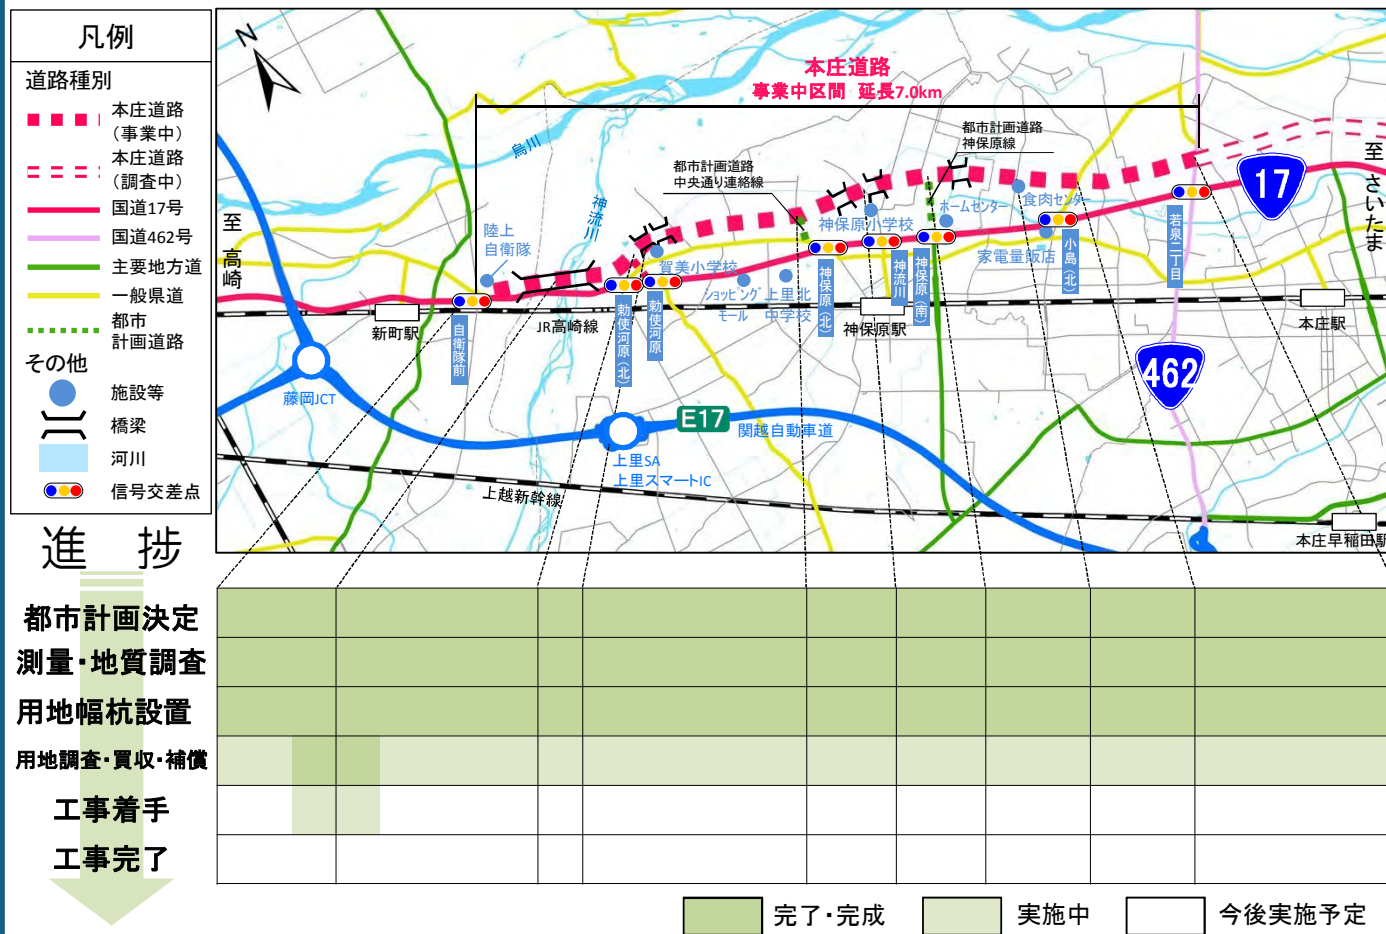 凡例
道路種別
本庄道路
（事業中）
本庄道路
（調査中）
国道17号
国道462号
主要地方道
一般県道
都市
計画道路
その他
施設等
橋梁
河川
信号交差点
N
本庄道路
事業中区間 延長7.0km
都市計画道路
神保原線
都市計画道路
中央通り連絡線
烏川
神流川
至 高崎
至 さいたま
17
462
陸上
自衛隊
賀美小学校
神保原小学校
ホームセンター
食肉センター
家電量販店
ショッピング
モール
上里北
中学校
自衛隊前
勅使河原（北）
勅使河原
神保原（北）
神流川
神保原（南）
小島（北）
若泉二丁目
新町駅
JR高崎線
神保原駅
本庄駅
藤岡JCT
E17
関越自動車道
上里SA
上里スマートIC
上越新幹線
本庄早稲田駅
進 捗
都市計画決定
測量・地質調査
用地幅杭設置
用地調査・買収・補償
工事着手
工事完了
完了・完成
実施中
今後実施予定